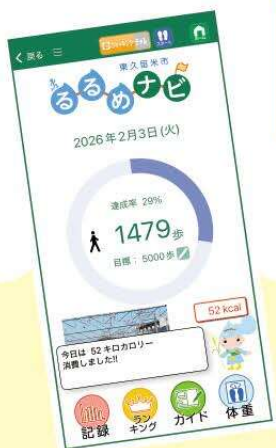 戻る
東久留米市
るるめナビ
2026年2月3日(火)
達成率 29%
1479歩
目標：5000歩
52 kcal
今日は 52 キロカロリー
消費しました!!
記録
ラン
キング
ガイド
体重